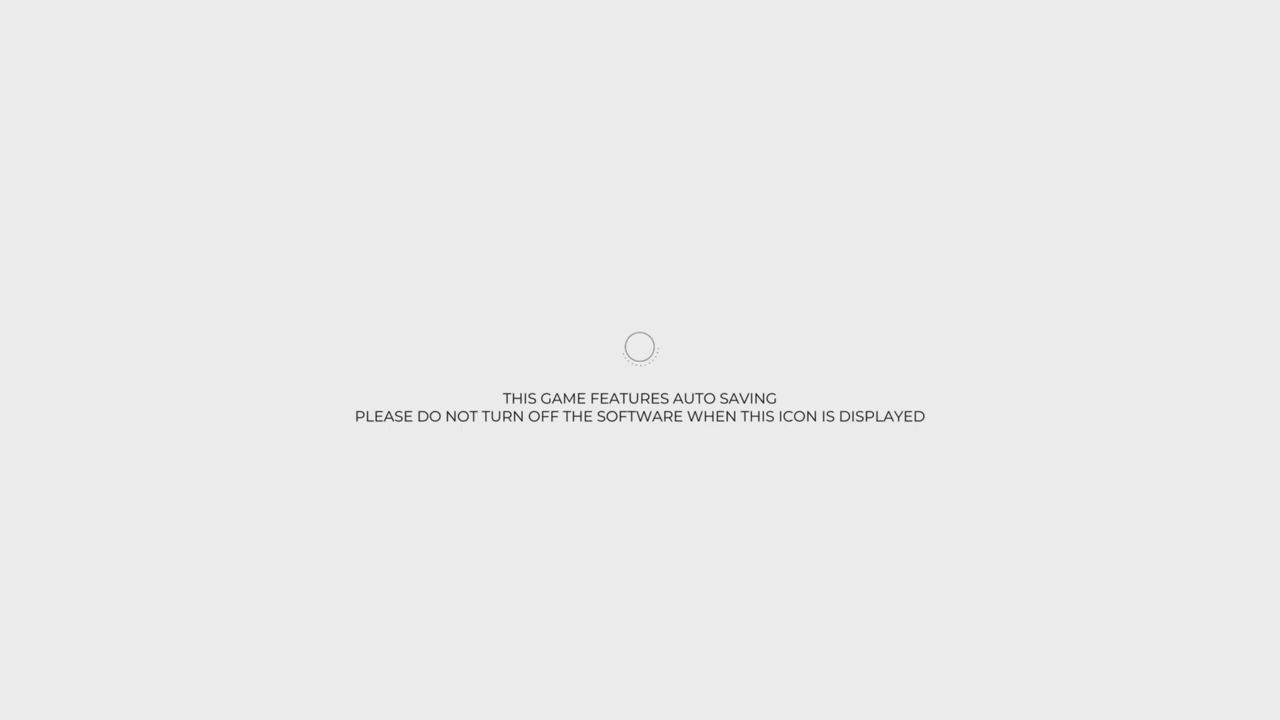 THIS GAME FEATURES AUTO SAVING
PLEASE DO NOT TURN OFF THE SOFTWARE WHEN THIS ICON IS DISPLAYED